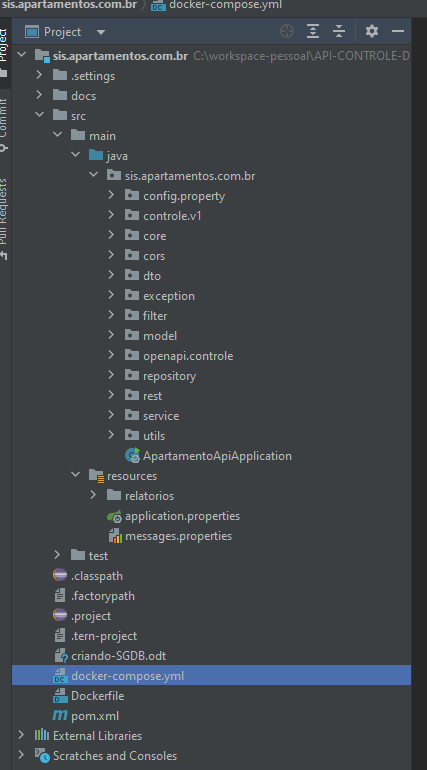 sis.apartamentos.com.br docker-compose.yml
Project
Project
Commit
Pull Requests
sis.apartamentos.com.br C:\workspace-pessoal\API-CONTROLE-D
.settings
docs
src
main
java
sis.apartamentos.com.br
config.property
controle.v1
core
cors
dto
exception
filter
model
openapi.controle
repository
rest
service
utils
ApartamentoApiApplication
resources
relatorios
application.properties
messages.properties
test
.classpath
.factorypath
.project
.tern-project
criando-SGDB.odt
docker-compose.yml
Dockerfile
pom.xml
External Libraries
Scratches and Consoles